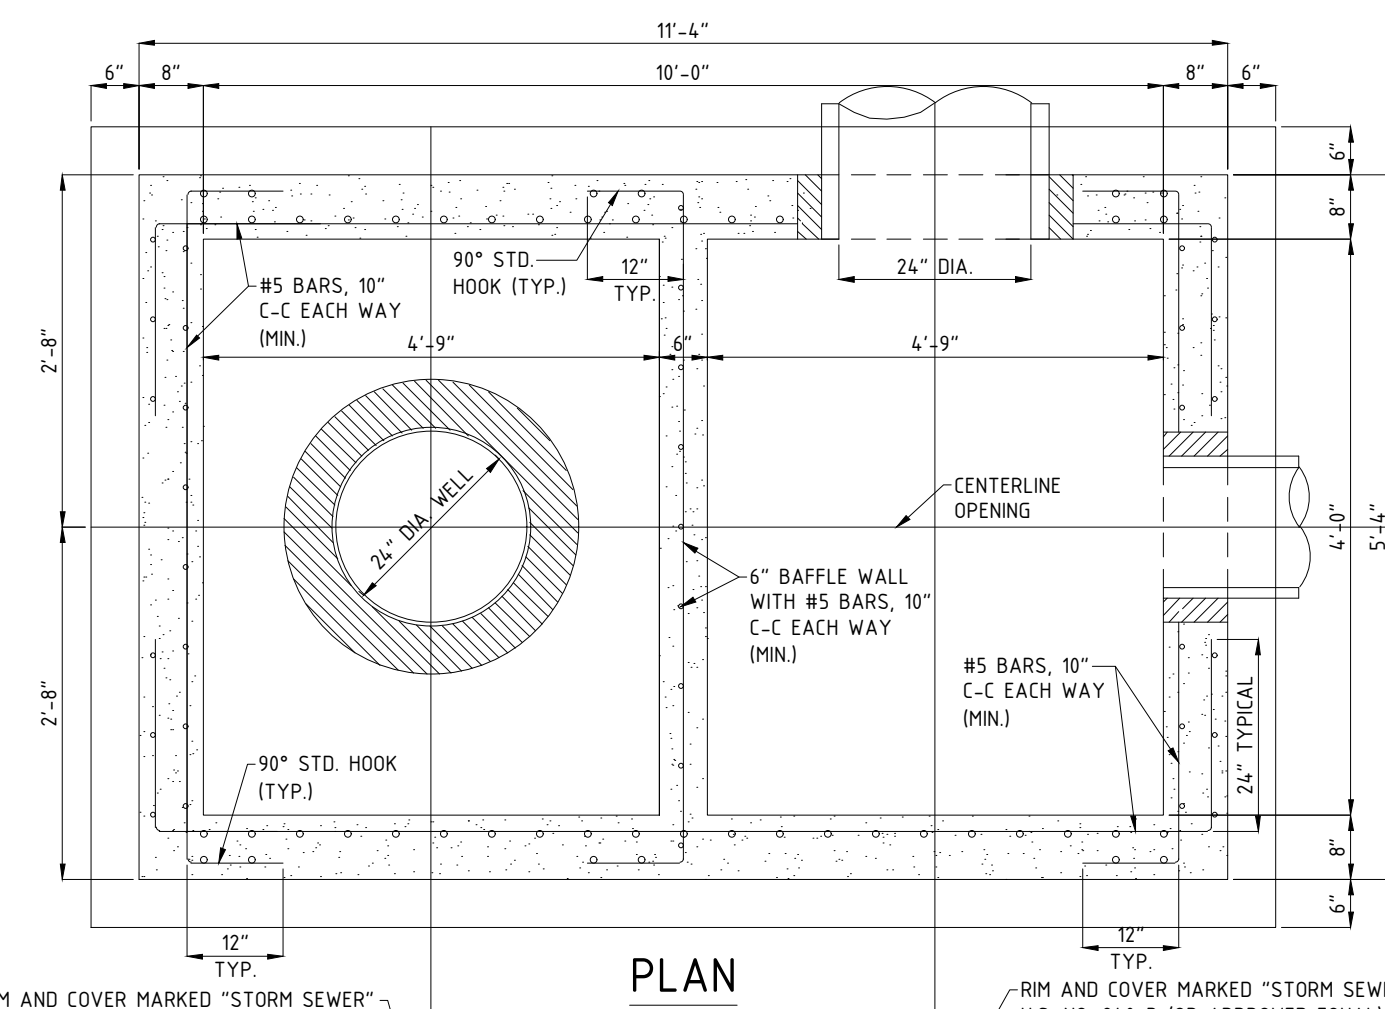 11'-4"
6"
8"
10'-0"
8"
6"
6"
8"
90° STD.
HOOK (TYP.)
12"
TYP.
24" DIA.
#5 BARS, 10"
C-C EACH WAY
(MIN.)
2'-8"
4'-9"
6"
4'-9"
24" DIA. WELL
CENTERLINE
OPENING
4'-0"
5'-4"
6" BAFFLE WALL
WITH #5 BARS, 10"
C-C EACH WAY
(MIN.)
#5 BARS, 10"
C-C EACH WAY
(MIN.)
2'-8"
24" TYPICAL
90° STD. HOOK
(TYP.)
8"
6"
12"
TYP.
12"
TYP.
PLAN
M AND COVER MARKED "STORM SEWER"
RIM AND COVER MARKED "STORM SEWE